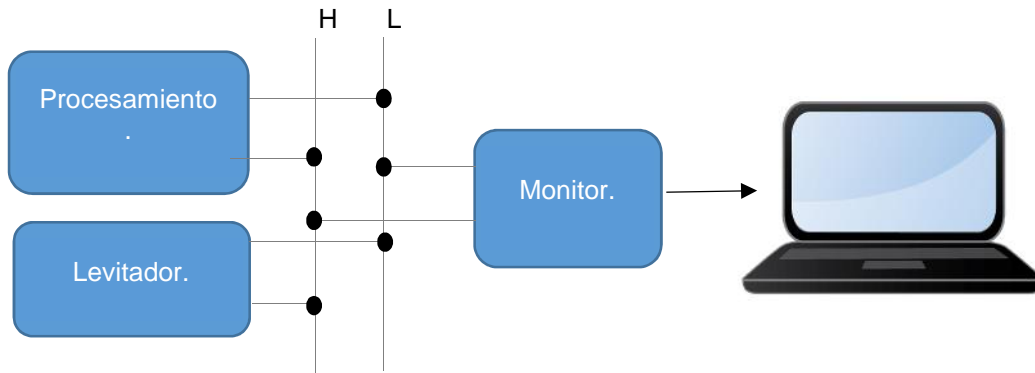 H L
Procesamiento
.
Monitor.
Levitador.